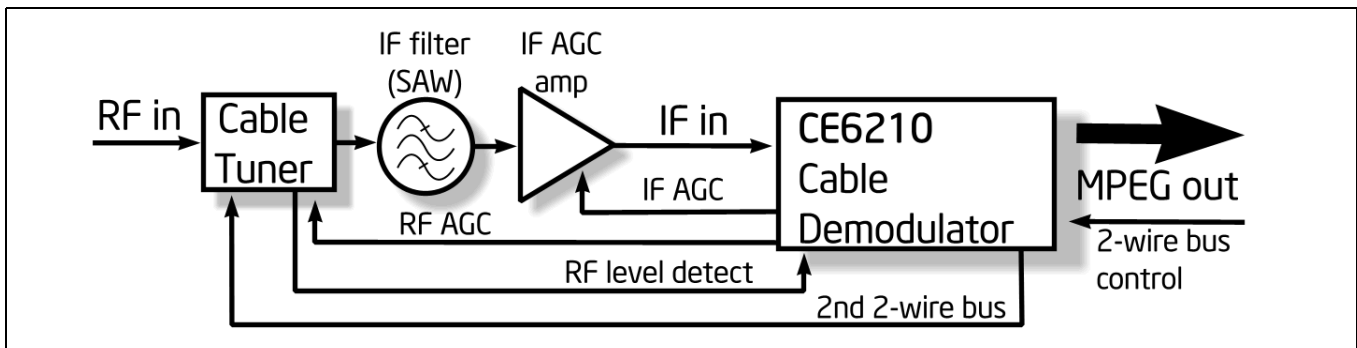 IF filter
(SAW)
IF AGC
amp
RF in
Cable
Tuner
IF in
CE6210
Cable
Demodulator
MPEG out
IF AGC
RF AGC
RF level detect
2nd 2-wire bus
2-wire bus
control